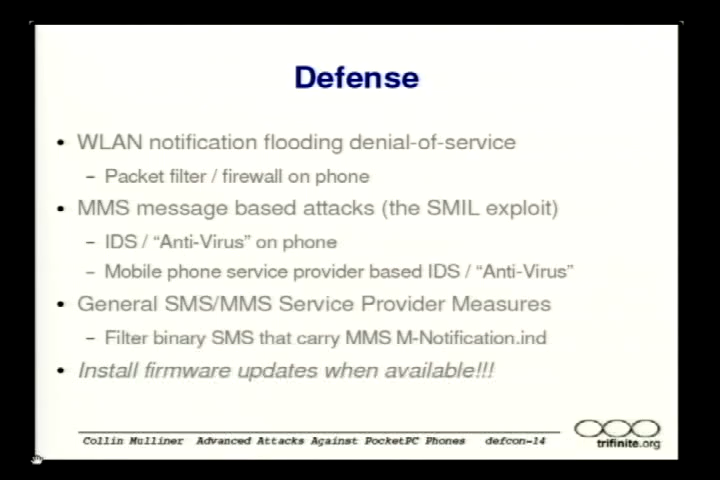 Defense
• WLAN notification flooding denial-of-service
– Packet filter / firewall on phone
• MMS message based attacks (the SMIL exploit)
– IDS / "Anti-Virus" on phone
– Mobile phone service provider based IDS / "Anti-Virus"
• General SMS/MMS Service Provider Measures
– Filter binary SMS that carry MMS M-Notification.ind
• Install firmware updates when available!!!
Collin Mulliner Advanced Attacks Against PocketPC Phones defcon-14
trifinite.org